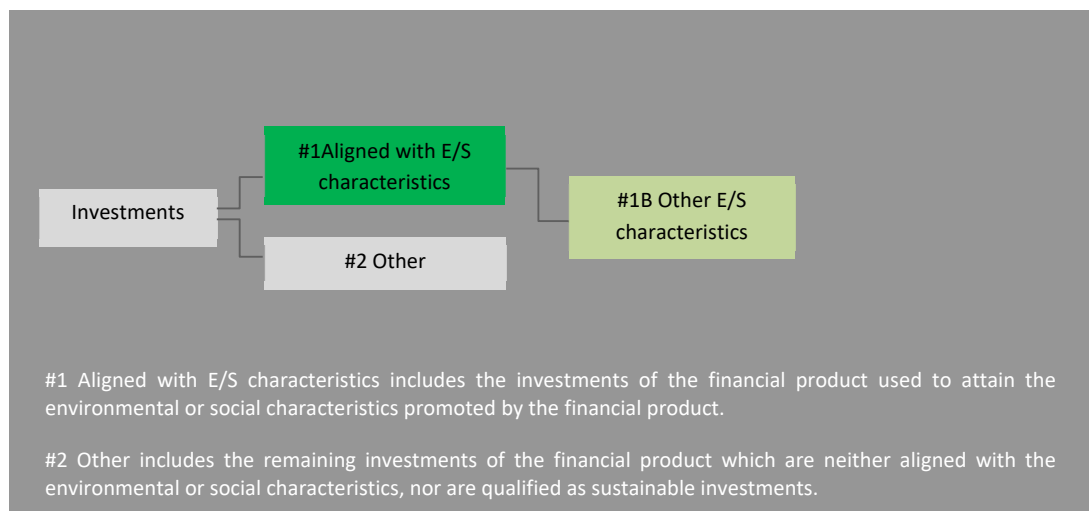 #1Aligned with E/S
characteristics
#1B Other E/S
characteristics
Investments
#2 Other
#1 Aligned with E/S characteristics includes the investments of the financial product used to attain the
environmental or social characteristics promoted by the financial product.
#2 Other includes the remaining investments of the financial product which are neither aligned with the
environmental or social characteristics, nor are qualified as sustainable investments.